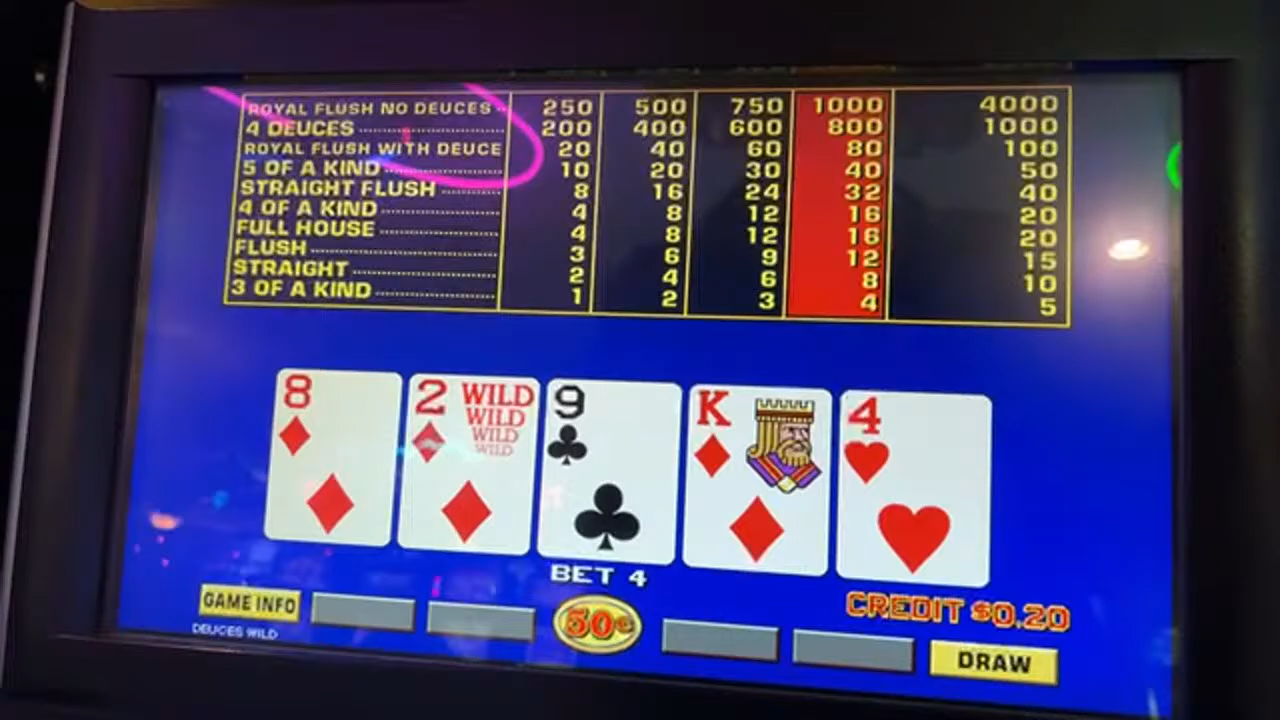 ROYAL FLUSH NO DEUCES 250 500 750 1000 4000
4 DEUCES 200 400 600 800 1000
ROYAL FLUSH WITH DEUCE 20 40 60 80 100
5 OF A KIND 10 20 30 40 50
STRAIGHT FLUSH 8 16 24 32 40
4 OF A KIND 4 8 12 16 20
FULL HOUSE 4 8 12 16 20
FLUSH 3 6 9 12 15
STRAIGHT 2 4 6 8 10
3 OF A KIND 1 2 3 4 5
8 2 WILD 9 K 4
WILD
WILD
WILD
BET 4
GAME INFO 50¢ CREDIT $0.20
DEUCES WILD DRAW